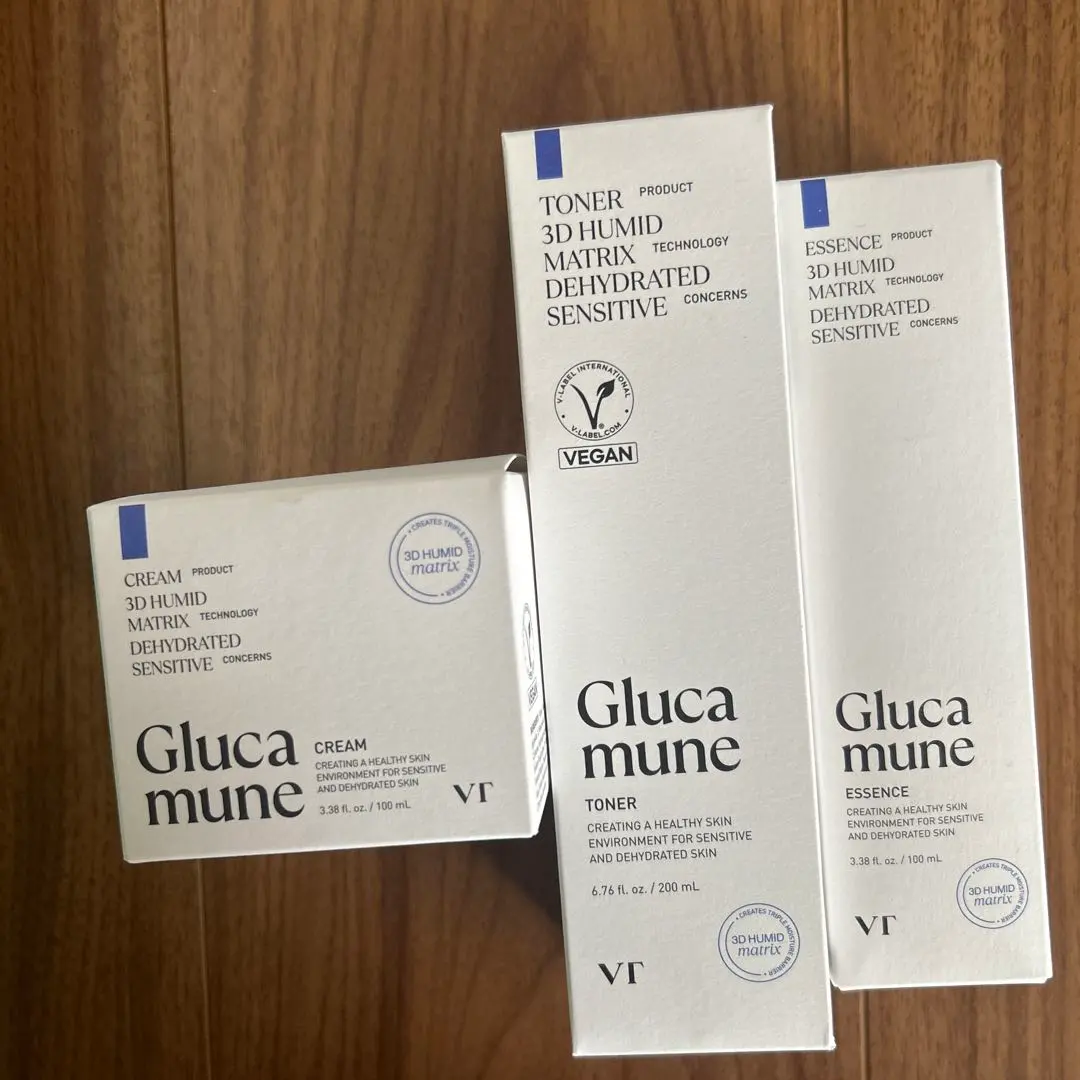 CREAM PRODUCT
3D HUMID
MATRIX TECHNOLOGY
DEHYDRATED
SENSITIVE CONCERNS
• CREATES TRIPLE MOISTURE BARRIER •
3D HUMID
matrix
Gluca
mune
CREAM
CREATING A HEALTHY SKIN
ENVIRONMENT FOR SENSITIVE
AND DEHYDRATED SKIN
3.38 fl. oz. / 100 mL
VT
VEGAN
TONER PRODUCT
3D HUMID
MATRIX TECHNOLOGY
DEHYDRATED
SENSITIVE CONCERNS
V-LABEL INTERNATIONAL
• V-LABEL.COM •
VEGAN
Gluca
mune
TONER
CREATING A HEALTHY SKIN
ENVIRONMENT FOR SENSITIVE
AND DEHYDRATED SKIN
6.76 fl. oz. / 200 mL
• CREATES TRIPLE MOISTURE BARRIER •
3D HUMID
matrix
VT
ESSENCE PRODUCT
3D HUMID
MATRIX TECHNOLOGY
DEHYDRATED
SENSITIVE CONCERNS
Gluca
mune
ESSENCE
CREATING A HEALTHY SKIN
ENVIRONMENT FOR SENSITIVE
AND DEHYDRATED SKIN
3.38 fl. oz. / 100 mL
• CREATES TRIPLE MOISTURE BARRIER •
3D HUMID
matrix
VT